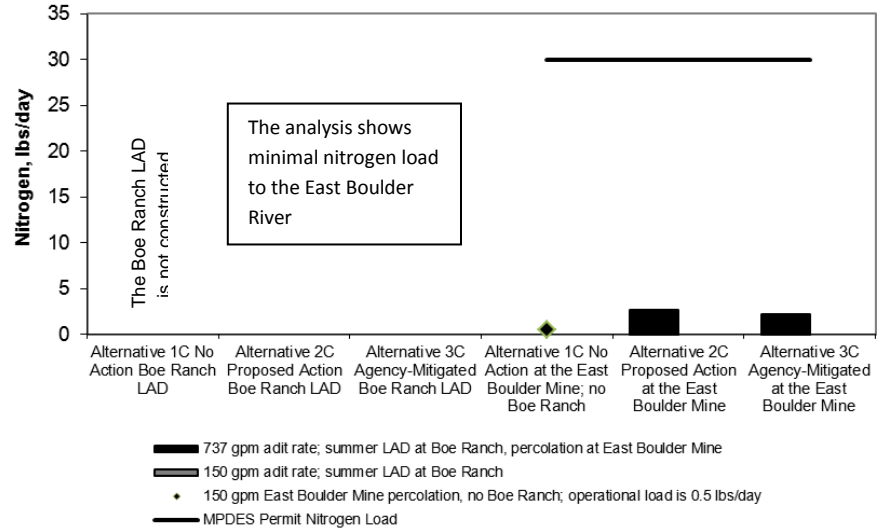 35
30
25
20
15
10
5
0
Nitrogen, lbs/day
The Boe Ranch LAD
is not constructed
The analysis shows
minimal nitrogen load
to the East Boulder
River
Alternative 1C No
Action Boe Ranch
LAD
Alternative 2C
Proposed Action
Boe Ranch LAD
Alternative 3C
Agency-Mitigated
Boe Ranch LAD
Alternative 1C No
Action at the East
Boulder Mine; no
Boe Ranch
Alternative 2C
Proposed Action
at the East
Boulder Mine
Alternative 3C
Agency-Mitigated
at the East
Boulder Mine
737 gpm adit rate; summer LAD at Boe Ranch, percolation at East Boulder Mine
150 gpm adit rate; summer LAD at Boe Ranch
150 gpm East Boulder Mine percolation, no Boe Ranch; operational load is 0.5 lbs/day
MPDES Permit Nitrogen Load